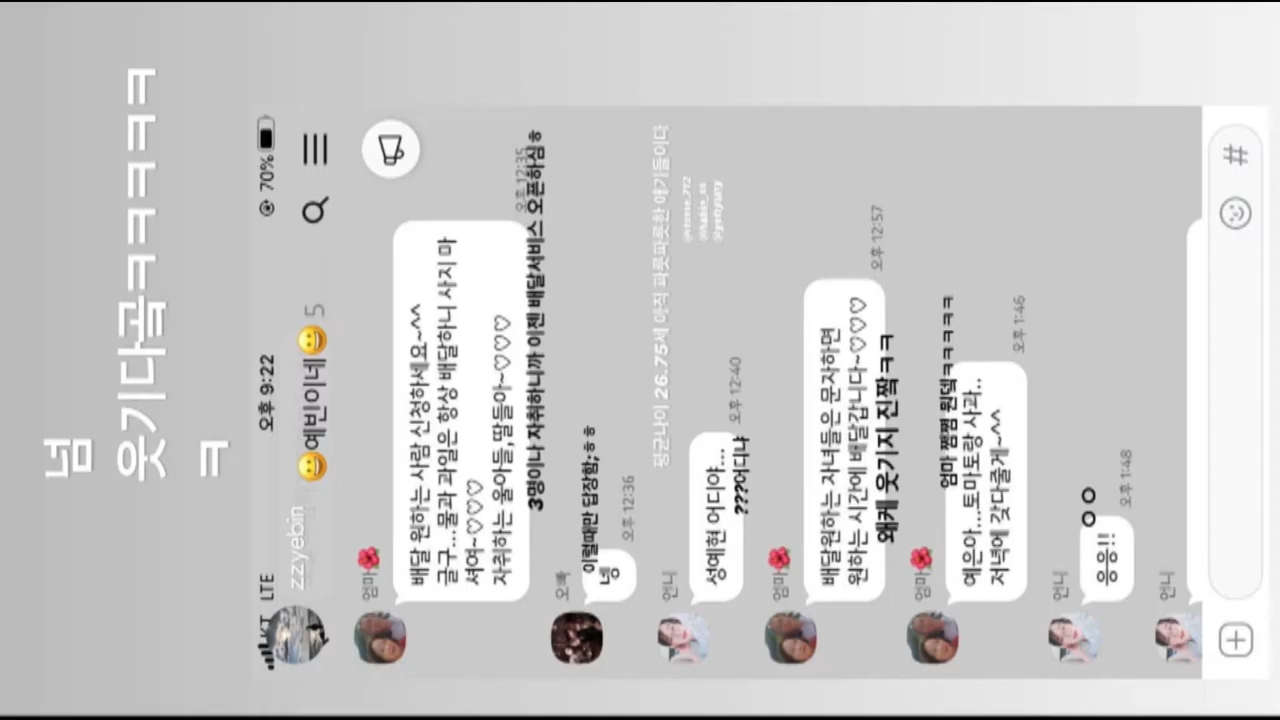 넘
웃기다골ㅋㅋㅋㅋㅋ
ㅋ
KT LTE 오후 9:22 70%
zzyebin
예빈이네 5
엄마
배달 원하는 사람 신청하세요~^^
글구...물과 과일은 항상 배달하니 사지 마
셔여~♡♡♡
자취하는 울아들,딸들아~♡♡♡
오후 12:35
3명이나 자취하니까 이젠 배달서비스 오픈하심ㅎ
오빠
이럴때만 답장함;ㅎㅎ
넹
오후 12:36
평균나이 26.75세 아직 파릇파릇한 애기들이다
언니
성예현 어디야...
오후 12:40
???어디냐
엄마
배달원하는 자녀들은 문자하면
원하는 시간에 배달갑니다~♡♡♡
오후 12:57
왜케 웃기지 진짴ㅋㅋ
엄마
엄마 짬찜 뭔뎈ㅋㅋㅋㅋㅋ
예은아...토마토랑 사과..
저녁에 갖다줄게~^^
오후 1:46
언니
응응!!
오후 1:48
언니
#